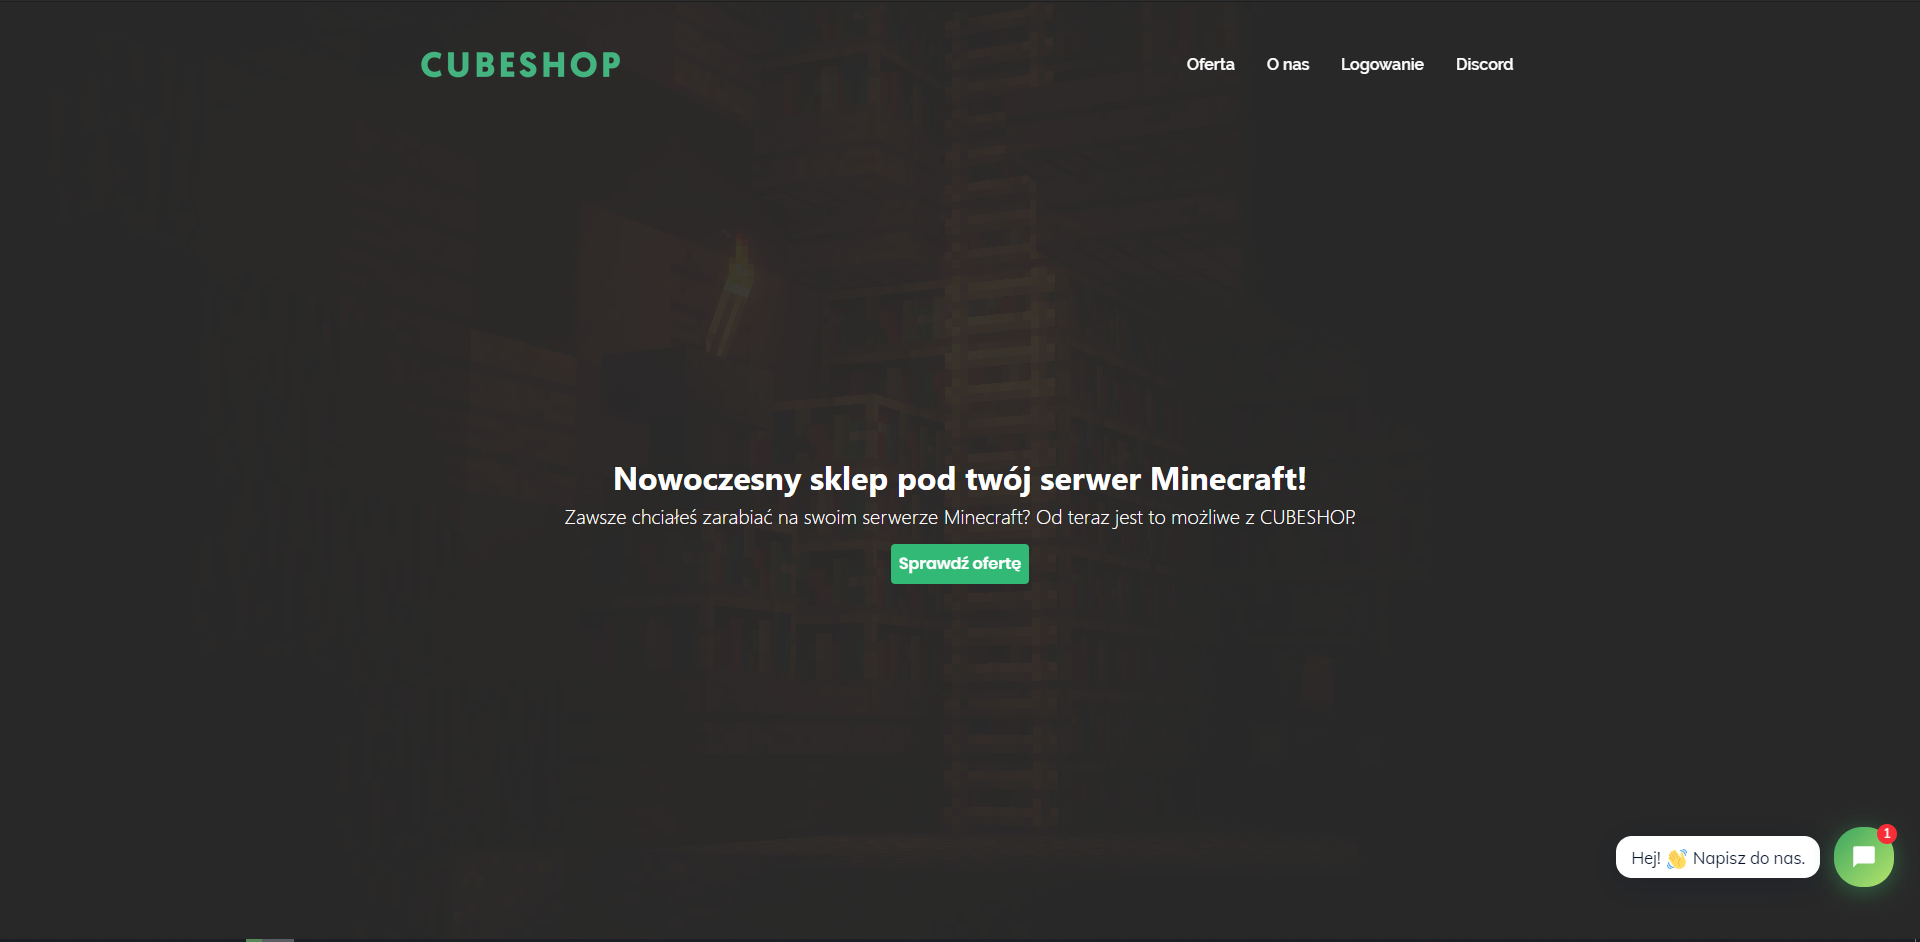 CUBESHOP
Oferta
O nas
Logowanie
Discord
Nowoczesny sklep pod twój serwer Minecraft!
Zawsze chciałeś zarabiać na swoim serwerze Minecraft? Od teraz jest to możliwe z CUBESHOP.
Sprawdź ofertę
Hej! 👋 Napisz do nas.
1